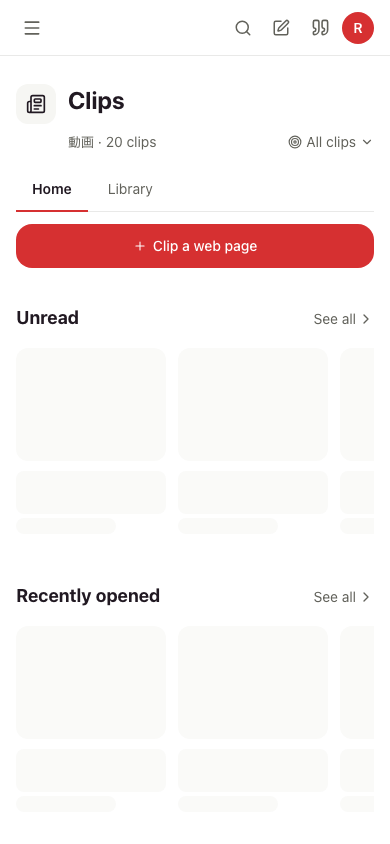 R
Clips
動画 · 20 clips
All clips
Home
Library
+ Clip a web page
Unread
See all
Recently opened
See all